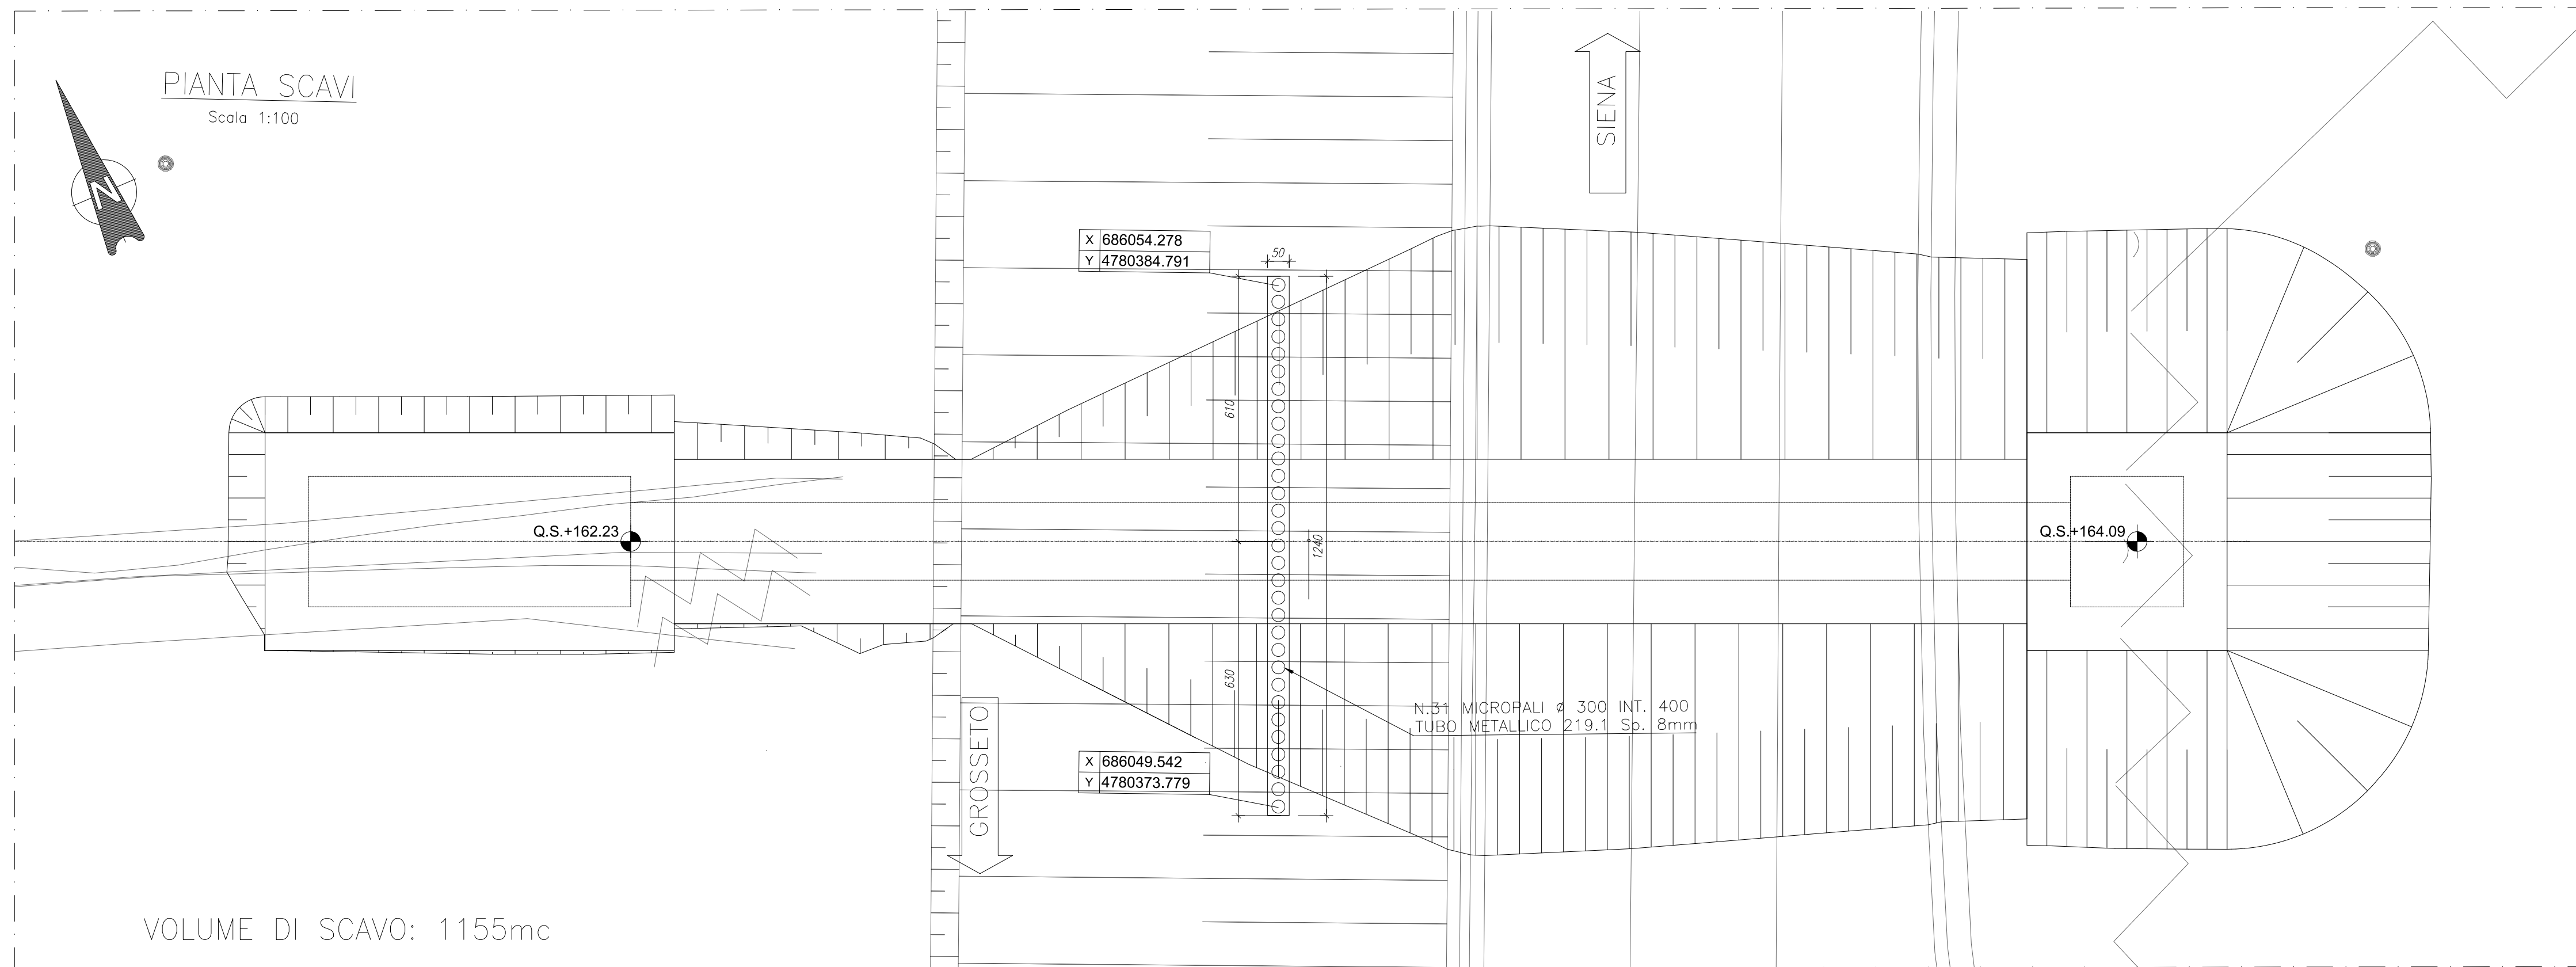 PIANTA SCAVI
Scala 1:100
N
SIENA
X 686054.278
Y 4780384.791
50
610
Q.S.+162.23
1240
Q.S.+164.09
630
N.31 MICROPALI ø 300 INT. 400
TUBO METALLICO 219.1 Sp. 8mm
GROSSETO
X 686049.542
Y 4780373.779
VOLUME DI SCAVO: 1155mc